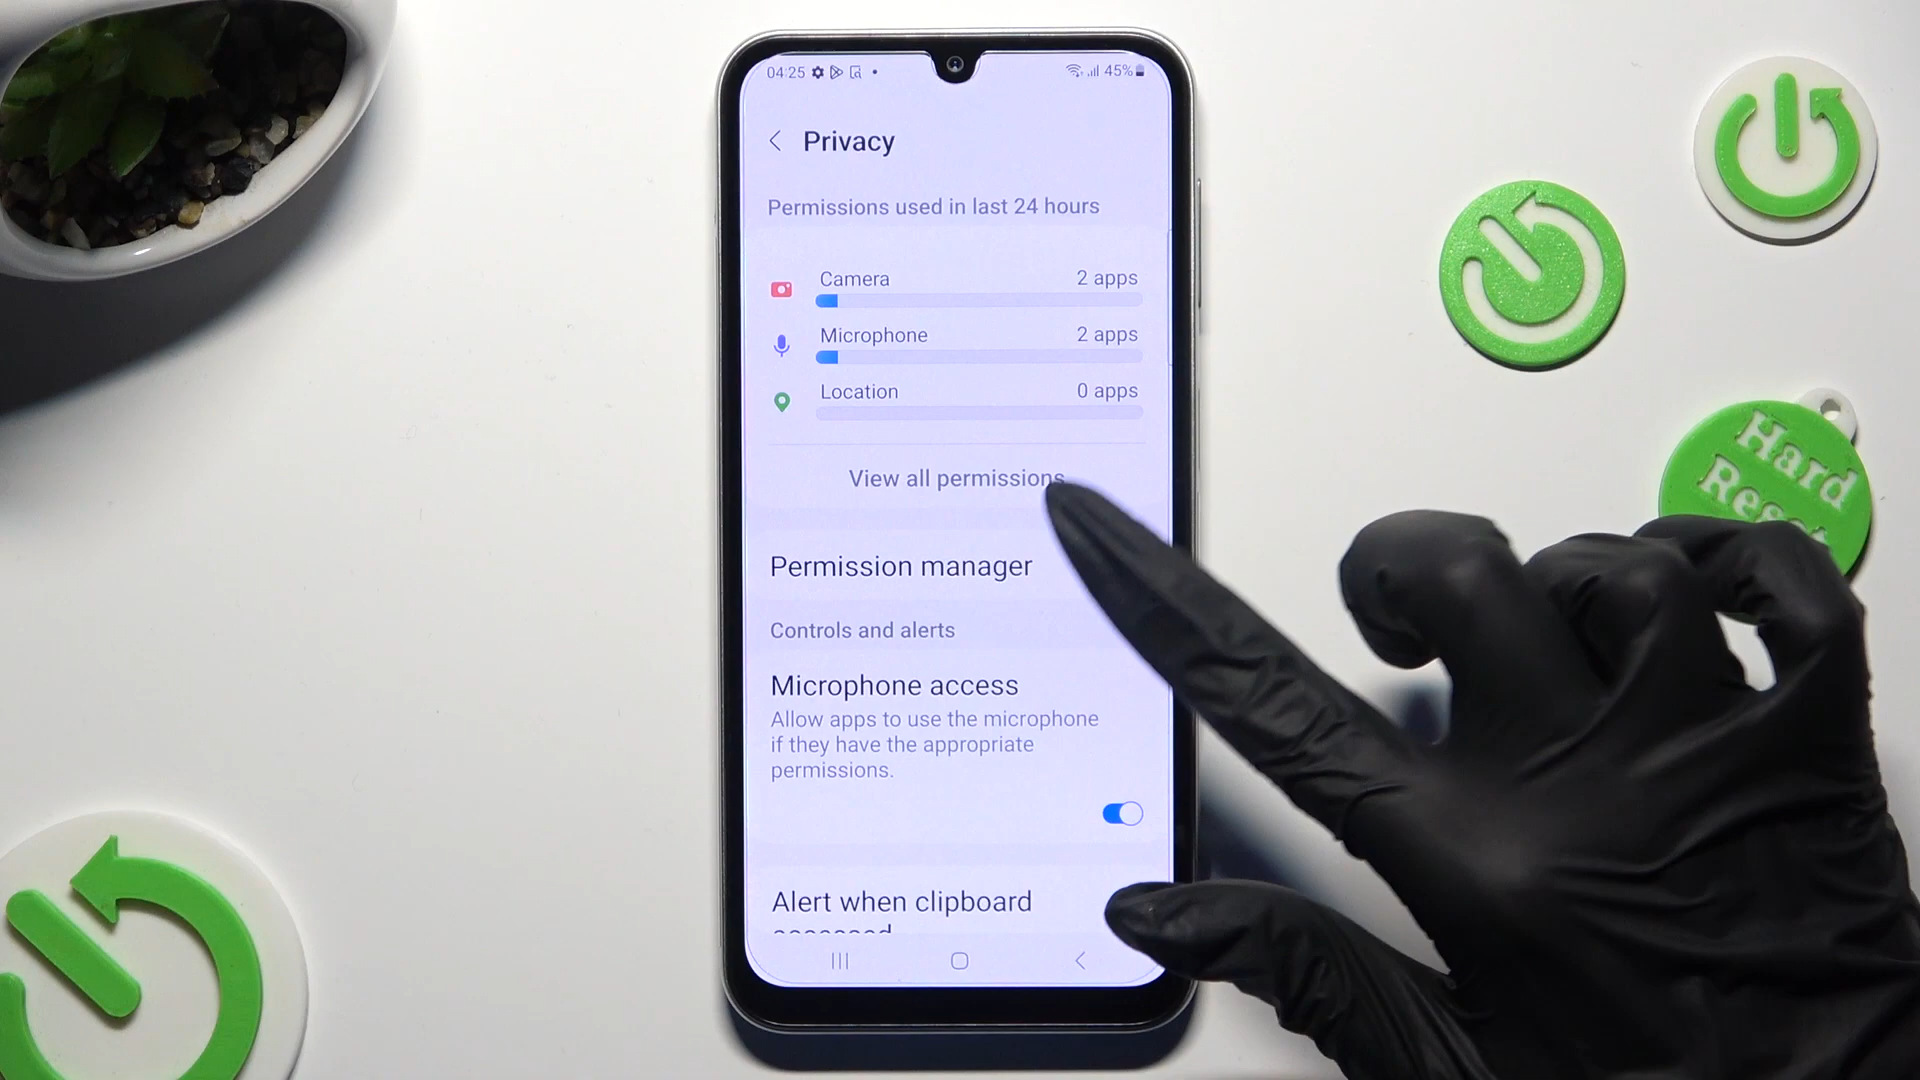 04:25
45%
Privacy
Permissions used in last 24 hours
Camera 2 apps
Microphone 2 apps
Location 0 apps
View all permissions
Permission manager
Controls and alerts
Microphone access
Allow apps to use the microphone
if they have the appropriate
permissions.
Alert when clipboard
accessed
Hard
Reset